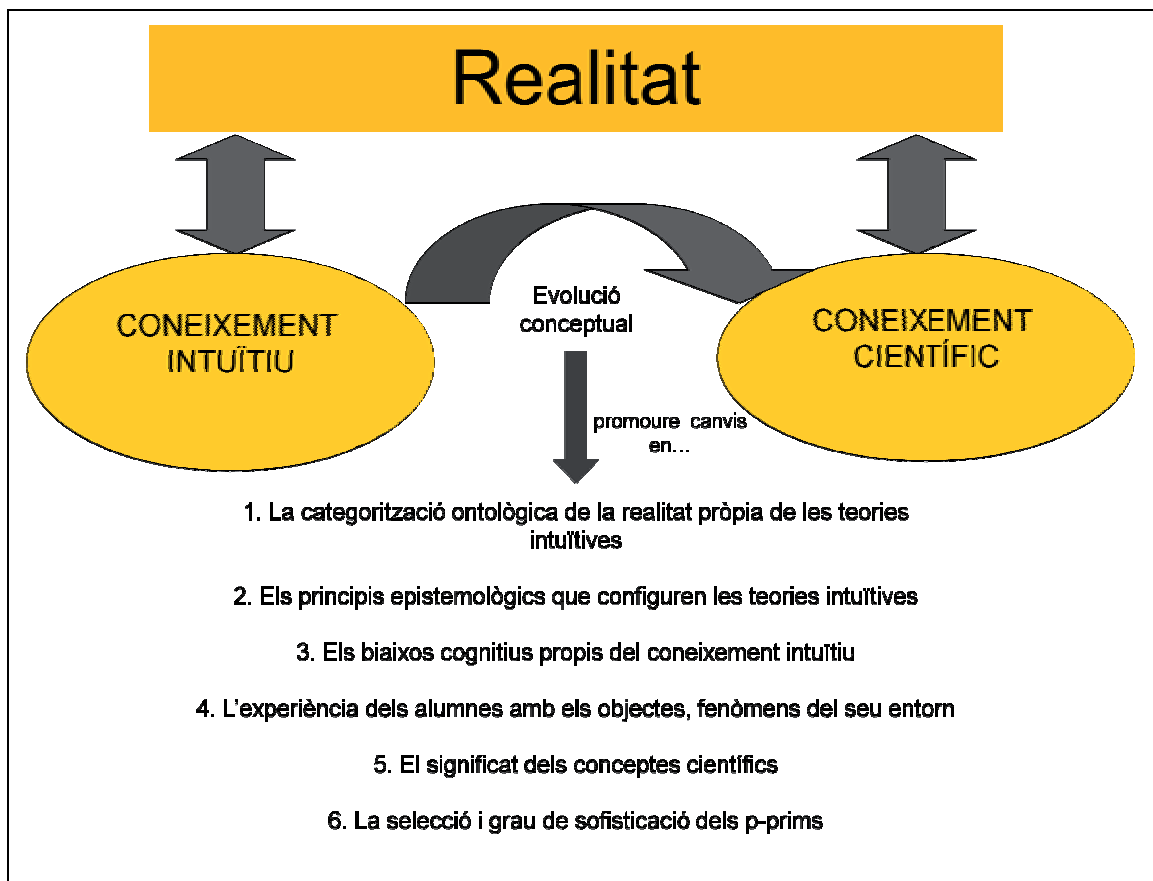 Realitat
CONEIXEMENT
INTUÏTIU
Evolució
conceptual
CONEIXEMENT
CIENTÍFIC
promoure canvis
en...
1. La categorització ontològica de la realitat pròpia de les teories
intuïtives
2. Els principis epistemològics que configuren les teories intuïtives
3. Els biaixos cognitius propis del coneixement intuïtiu
4. L'experiència dels alumnes amb els objectes, fenòmens del seu entorn
5. El significat dels conceptes científics
6. La selecció i grau de sofisticació dels p-prims